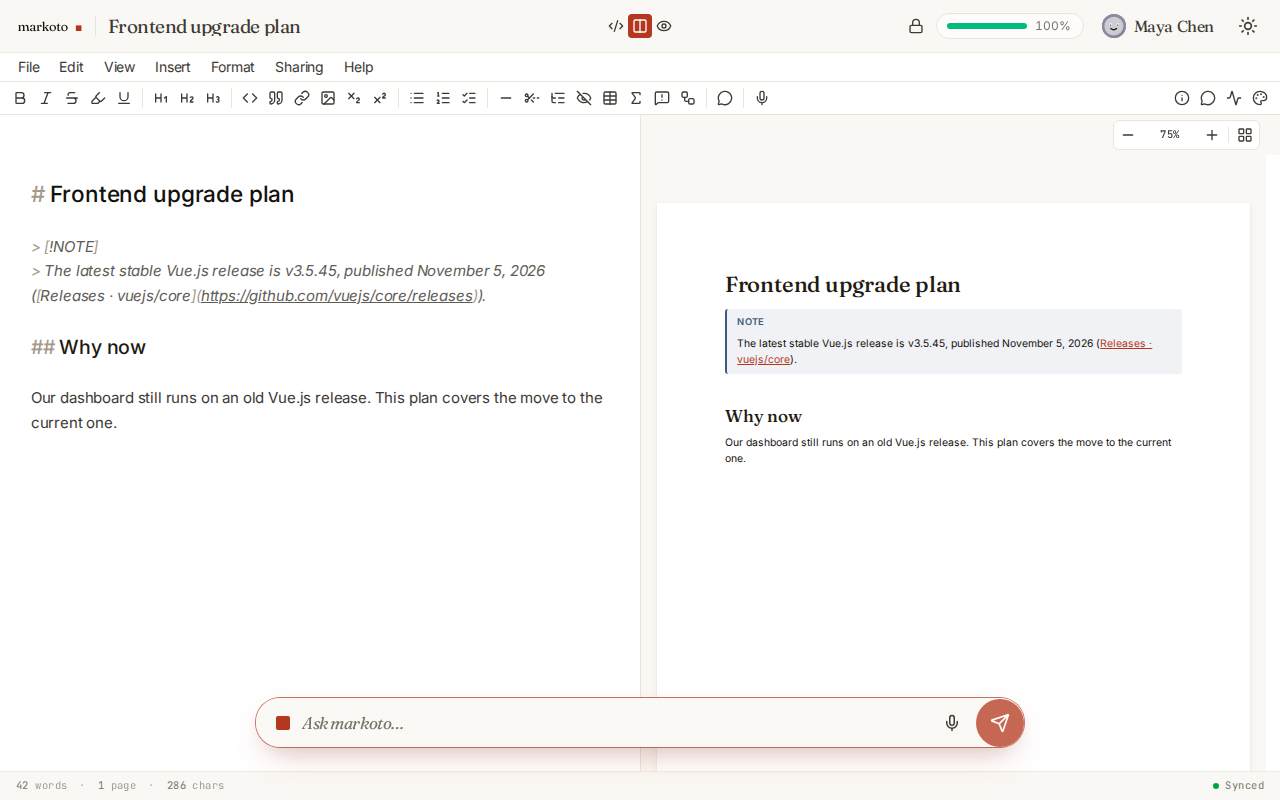 markoto
Frontend upgrade plan
100%
Maya Chen
File Edit View Insert Format Sharing Help
H1 H2 H3
75%
# Frontend upgrade plan
> [!NOTE]
> The latest stable Vue.js release is v3.5.45, published November 5, 2026
([Releases · vuejs/core](https://github.com/vuejs/core/releases)).
## Why now
Our dashboard still runs on an old Vue.js release. This plan covers the move to the
current one.
Frontend upgrade plan
NOTE
The latest stable Vue.js release is v3.5.45, published November 5, 2026 (Releases ·
vuejs/core).
Why now
Our dashboard still runs on an old Vue.js release. This plan covers the move to the current
one.
Ask markoto...
42 words · 1 page · 286 chars
Synced